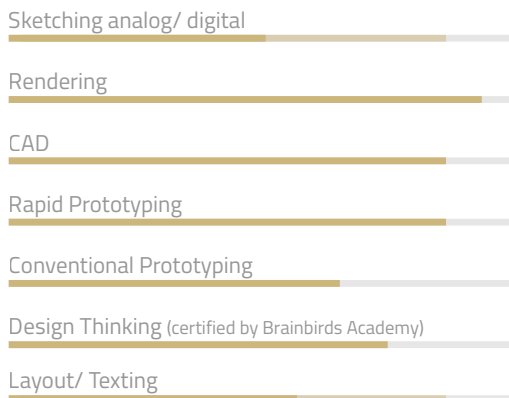 Sketching analog/ digital
Rendering
CAD
Rapid Prototyping
Conventional Prototyping
Design Thinking (certified by Brainbirds Academy)
Layout/ Texting